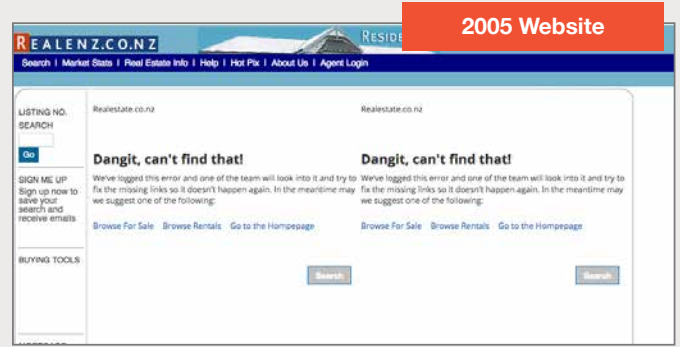 2005 Website
REALENZ.CO.NZ
Search | Market Stats | Real Estate Info | Help | Hot Pix | About Us | Agent Login
LISTING NO.
SEARCH
Go
SIGN ME UP
Sign up now to
save your
search and
receive emails
BUYING TOOLS
Realestate.co.nz
Dangit, can't find that!
We've logged this error and one of the team will look into it and try to
fix the missing links so it doesn't happen again. In the meantime may
we suggest one of the following:
Browse For Sale Browse Rentals Go to the Hompepage
Search
Realestate.co.nz
Dangit, can't find that!
We've logged this error and one of the team will look into it and try to
fix the missing links so it doesn't happen again. In the meantime may
we suggest one of the following:
Browse For Sale Browse Rentals Go to the Hompepage
Search